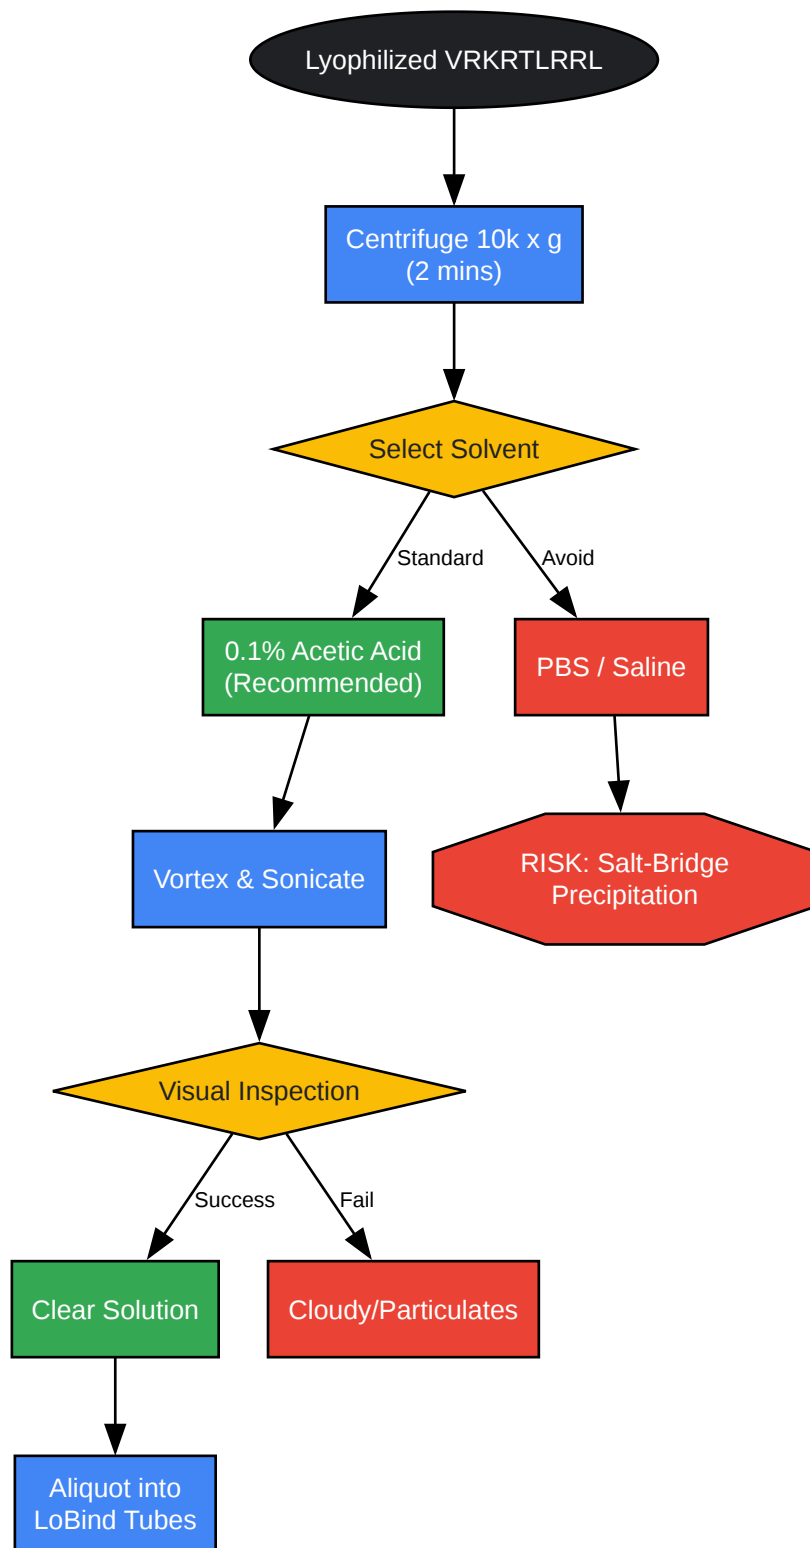 Lyophilized VRKRTLRRL
Centrifuge 10k x g
(2 mins)
Select Solvent
Standard
Avoid
0.1% Acetic Acid
(Recommended)
PBS / Saline
Vortex & Sonicate
RISK: Salt-Bridge
Precipitation
Visual Inspection
Success
Fail
Clear Solution
Cloudy/Particulates
Aliquot into
LoBind Tubes